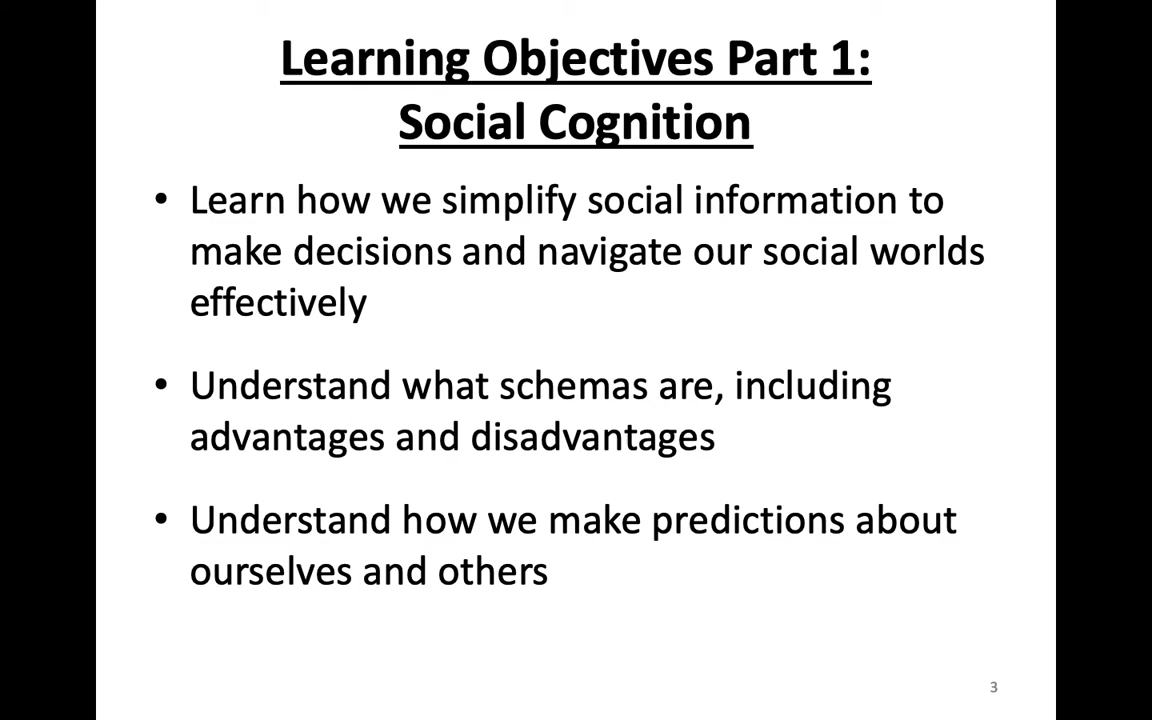 Learning Objectives Part 1:
Social Cognition
• Learn how we simplify social information to
make decisions and navigate our social worlds
effectively
• Understand what schemas are, including
advantages and disadvantages
• Understand how we make predictions about
ourselves and others
3